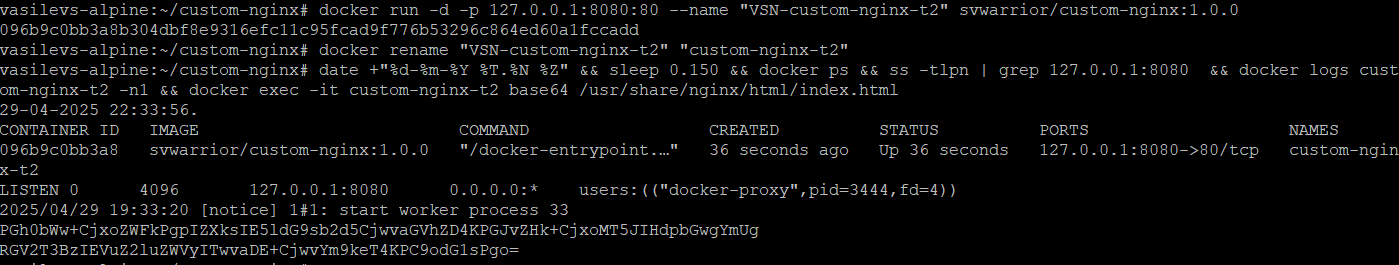 vasilevs-alpine:~/custom-nginx# docker run -d -p 127.0.0.1:8080:80 --name "VSN-custom-nginx-t2" svwarrior/custom-nginx:1.0.0
096b9c0bb3a8b304dbf8e9316efc11c95fcad9f776b53296c864ed60a1fccadd
vasilevs-alpine:~/custom-nginx# docker rename "VSN-custom-nginx-t2" "custom-nginx-t2"
vasilevs-alpine:~/custom-nginx# date +"%d-%m-%Y %T.%N %Z" && sleep 0.150 && docker ps && ss -tlpn | grep 127.0.0.1:8080  && docker logs cust
om-nginx-t2 -n1 && docker exec -it custom-nginx-t2 base64 /usr/share/nginx/html/index.html
29-04-2025 22:33:56.
CONTAINER ID   IMAGE                          COMMAND                  CREATED          STATUS          PORTS                    NAMES
096b9c0bb3a8   svwarrior/custom-nginx:1.0.0   "/docker-entrypoint.…"   36 seconds ago   Up 36 seconds   127.0.0.1:8080->80/tcp   custom-ngin
x-t2
LISTEN 0      4096       127.0.0.1:8080      0.0.0.0:*    users:(("docker-proxy",pid=3444,fd=4))
2025/04/29 19:33:20 [notice] 1#1: start worker process 33
PGh0bWw+CjxoZWFkPgpIZXksIE5ldG9sb2d5CjwvaGVhZD4KPGJvZHk+CjxoMT5JIHdpbGwgYmUg
RGV2T3BzIEVuZ2luZWVyITwvaDE+CjwvYm9keT4KPC9odG1sPgo=